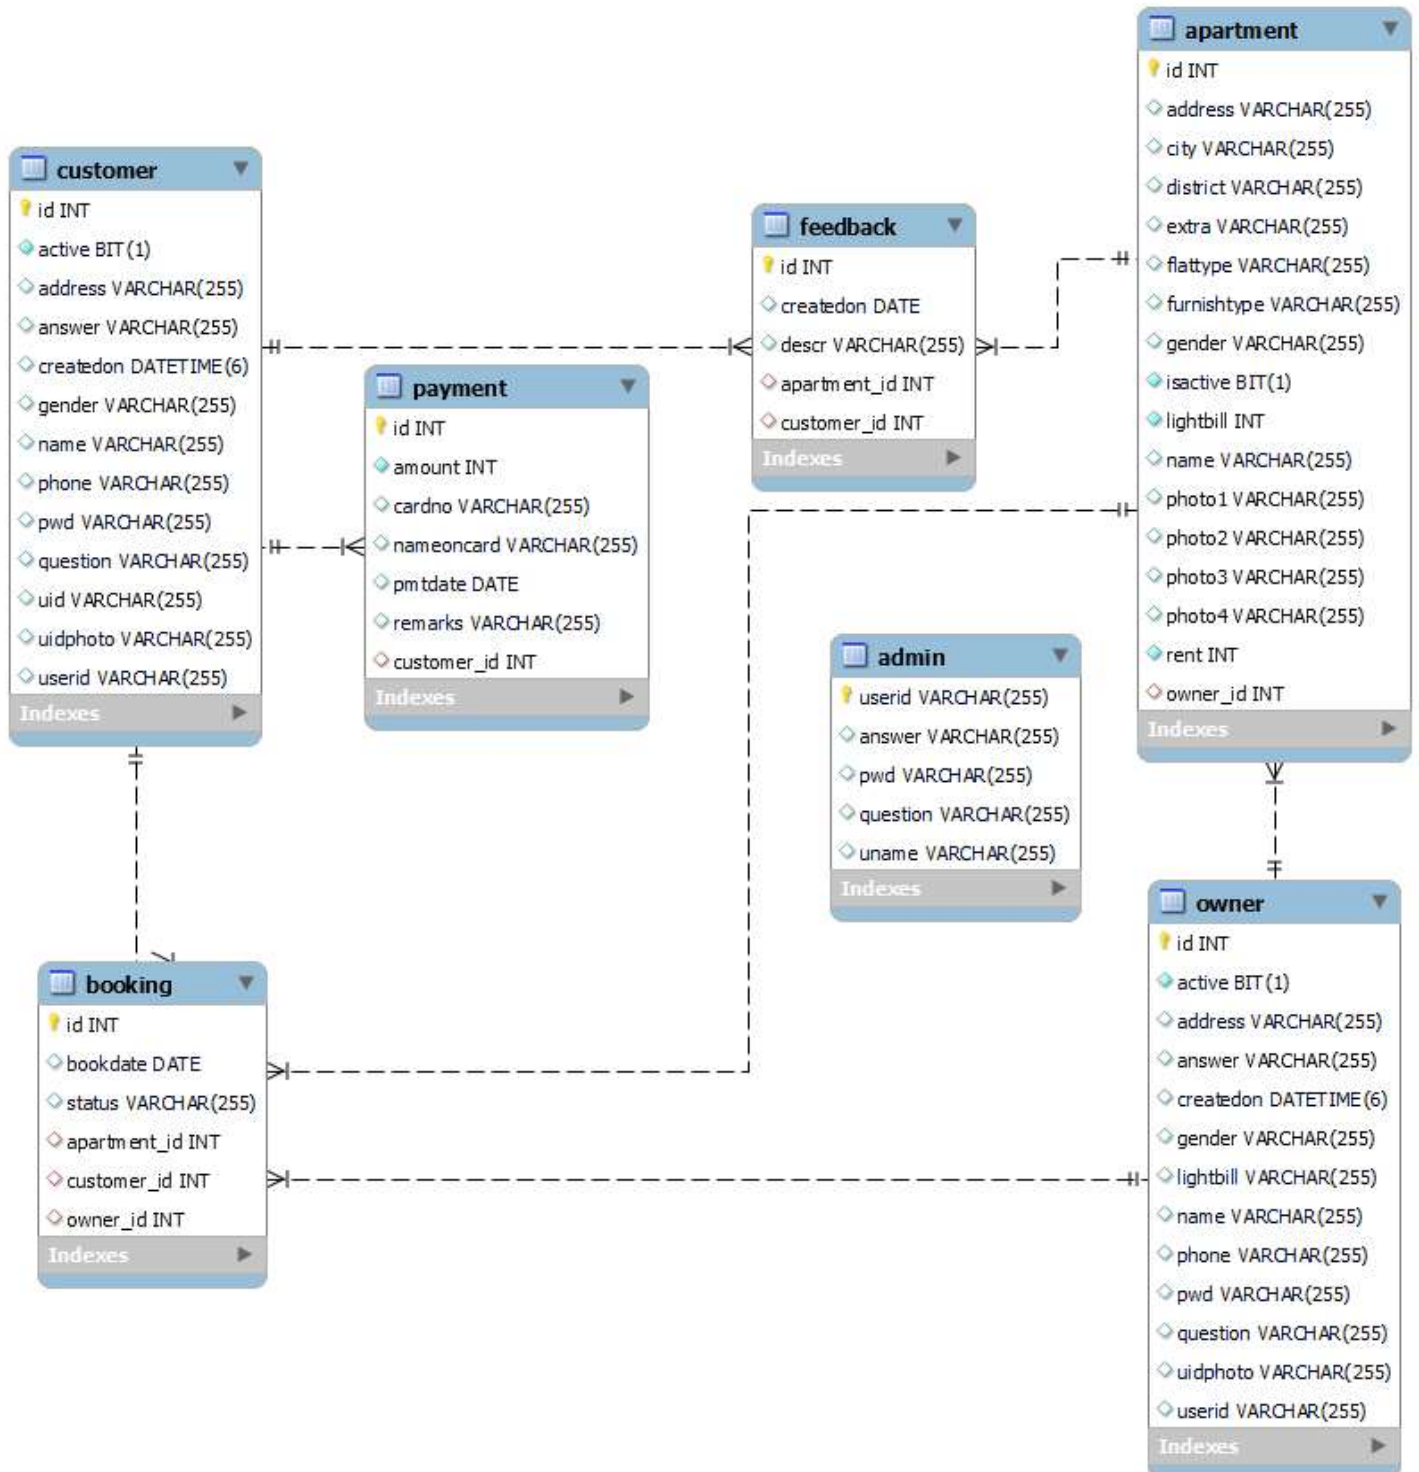 customer
id INT
active BIT(1)
address VARCHAR(255)
answer VARCHAR(255)
createdon DATETIME(6)
gender VARCHAR(255)
name VARCHAR(255)
phone VARCHAR(255)
pwd VARCHAR(255)
question VARCHAR(255)
uid VARCHAR(255)
uidphoto VARCHAR(255)
userid VARCHAR(255)
Indexes
payment
id INT
amount INT
cardno VARCHAR(255)
nameoncard VARCHAR(255)
pmtdate DATE
remarks VARCHAR(255)
customer_id INT
Indexes
feedback
id INT
createdon DATE
descr VARCHAR(255)
apartment_id INT
customer_id INT
Indexes
apartment
id INT
address VARCHAR(255)
city VARCHAR(255)
district VARCHAR(255)
extra VARCHAR(255)
flattype VARCHAR(255)
furnishtype VARCHAR(255)
gender VARCHAR(255)
isactive BIT(1)
lightbill INT
name VARCHAR(255)
photo1 VARCHAR(255)
photo2 VARCHAR(255)
photo3 VARCHAR(255)
photo4 VARCHAR(255)
rent INT
owner_id INT
Indexes
admin
userid VARCHAR(255)
answer VARCHAR(255)
pwd VARCHAR(255)
question VARCHAR(255)
uname VARCHAR(255)
Indexes
booking
id INT
bookdate DATE
status VARCHAR(255)
apartment_id INT
customer_id INT
owner_id INT
Indexes
owner
id INT
active BIT(1)
address VARCHAR(255)
answer VARCHAR(255)
createdon DATETIME(6)
gender VARCHAR(255)
lightbill VARCHAR(255)
name VARCHAR(255)
phone VARCHAR(255)
pwd VARCHAR(255)
question VARCHAR(255)
uidphoto VARCHAR(255)
userid VARCHAR(255)
Indexes